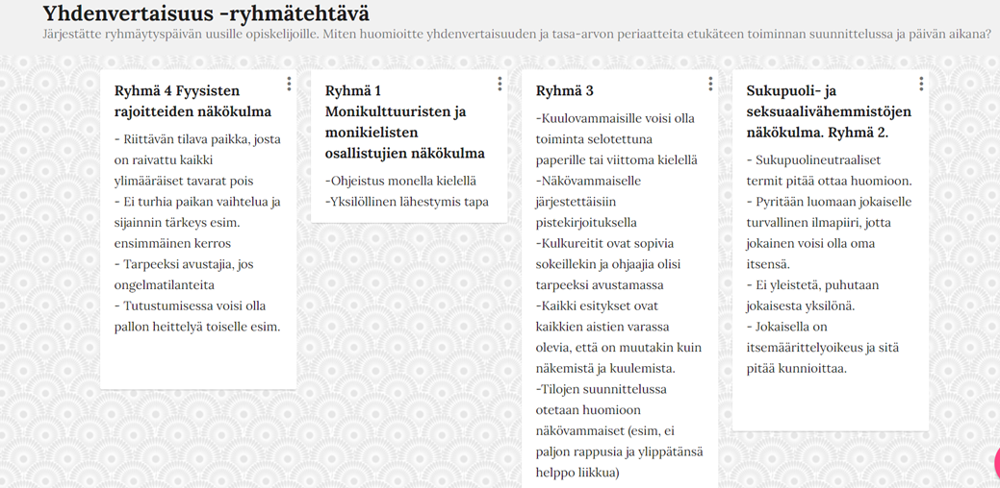 Yhdenvertaisuus -ryhmätehtävä
Järjestätte ryhmäytyspäivän uusille opiskelijoille. Miten huomioitte yhdenvertaisuuden ja tasa-arvon periaatteita etukäteen toiminnan suunnittelussa ja päivän aikana?
Ryhmä 4 Fyysisten
rajoitteiden näkökulma
- Riittävän tilava paikka, josta
on raivattu kaikki
ylimääräiset tavarat pois
- Ei turhia paikan vaihtelua ja
sijainnin tärkeys esim.
ensimmäinen kerros
- Tarpeeksi avustajia, jos
ongelmatilanteita
- Tutustumisessa voisi olla
pallon heittelyä toiselle esim.
Ryhmä 1
Monikulttuuristen ja
monikielisten
osallistujien näkökulma
-Ohjeistus monella kielellä
-Yksilöllinen lähestymis tapa
Ryhmä 3
-Kuulovammaisille voisi olla
toiminta selotettuna
paperille tai viittoma kielellä
-Näkövammaiselle
järjestettäisiin
pistekirjoituksella
-Kulkureitit ovat sopivia
sokeillekin ja ohjaajia olisi
tarpeeksi avustamassa
-Kaikki esitykset ovat
kaikkien aistien varassa
olevia, että on muutakin kuin
näkemistä ja kuulemista.
-Tilojen suunnittelussa
otetaan huomioon
näkövammaiset (esim, ei
paljon rappusia ja ylippätänsä
helppo liikkua)
Sukupuoli- ja
seksuaalivähemmistöjen
näkökulma. Ryhmä 2.
- Sukupuolineutraaliset
termit pitää ottaa huomioon.
- Pyritään luomaan jokaiselle
turvallinen ilmapiiri, jotta
jokainen voisi olla oma
itsensä.
- Ei yleistetä, puhutaan
jokaisesta yksilönä.
- Jokaisella on
itsemäärittelyoikeus ja sitä
pitää kunnioittaa.